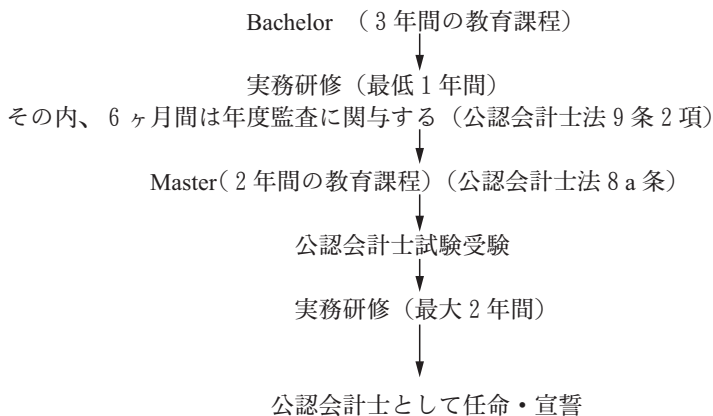 Bachelor （3年間の教育課程）
実務研修（最低1年間）
その内、6ヶ月間は年度監査に関与する（公認会計士法9条2項）
Master（2年間の教育課程）（公認会計士法8a条）
公認会計士試験受験
実務研修（最大2年間）
公認会計士として任命・宣誓